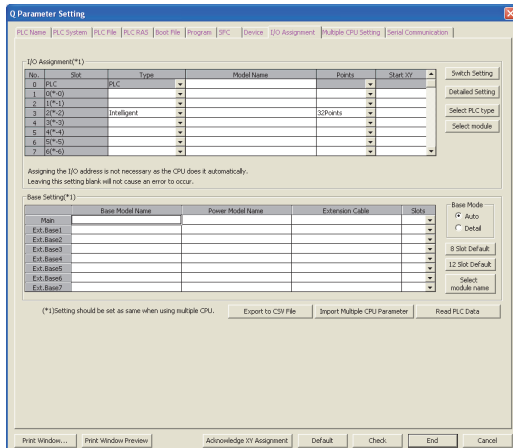 Q Parameter Setting
PLC Name PLC System PLC File PLC RAS Boot File Program SFC Device I/O Assignment Multiple CPU Setting Serial Communication
I/O Assignment(*1)
No. Slot Type Model Name Points Start XY
0 PLC PLC
1 0(*-0)
2 1(*-1)
3 2(*-2) Intelligent 32Points
4 3(*-3)
5 4(*-4)
6 5(*-5)
7 6(*-6)
Switch Setting
Detailed Setting
Select PLC type
Select module
Assigning the I/O address is not necessary as the CPU does it automatically.
Leaving this setting blank will not cause an error to occur.
Base Setting(*1)
Base Model Name Power Model Name Extension Cable Slots
Main
Ext.Base1
Ext.Base2
Ext.Base3
Ext.Base4
Ext.Base5
Ext.Base6
Ext.Base7
Base Mode
Auto
Detail
8 Slot Default
12 Slot Default
Select
module name
(*1)Setting should be set as same when using multiple CPU.
Export to CSV File Import Multiple CPU Parameter Read PLC Data
Print Window... Print Window Preview Acknowledge XY Assignment Default Check End Cancel